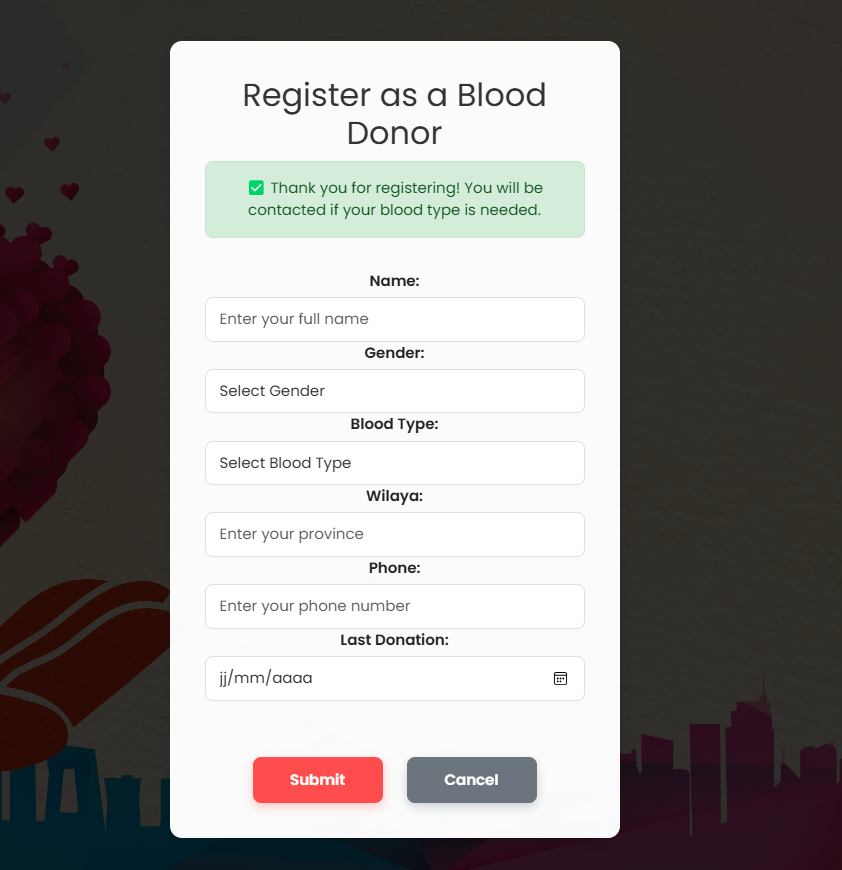 Register as a Blood
Donor
✅ Thank you for registering! You will be
contacted if your blood type is needed.
Name:
Enter your full name
Gender:
Select Gender
Blood Type:
Select Blood Type
Wilaya:
Enter your province
Phone:
Enter your phone number
Last Donation:
jj/mm/aaaa
Submit
Cancel